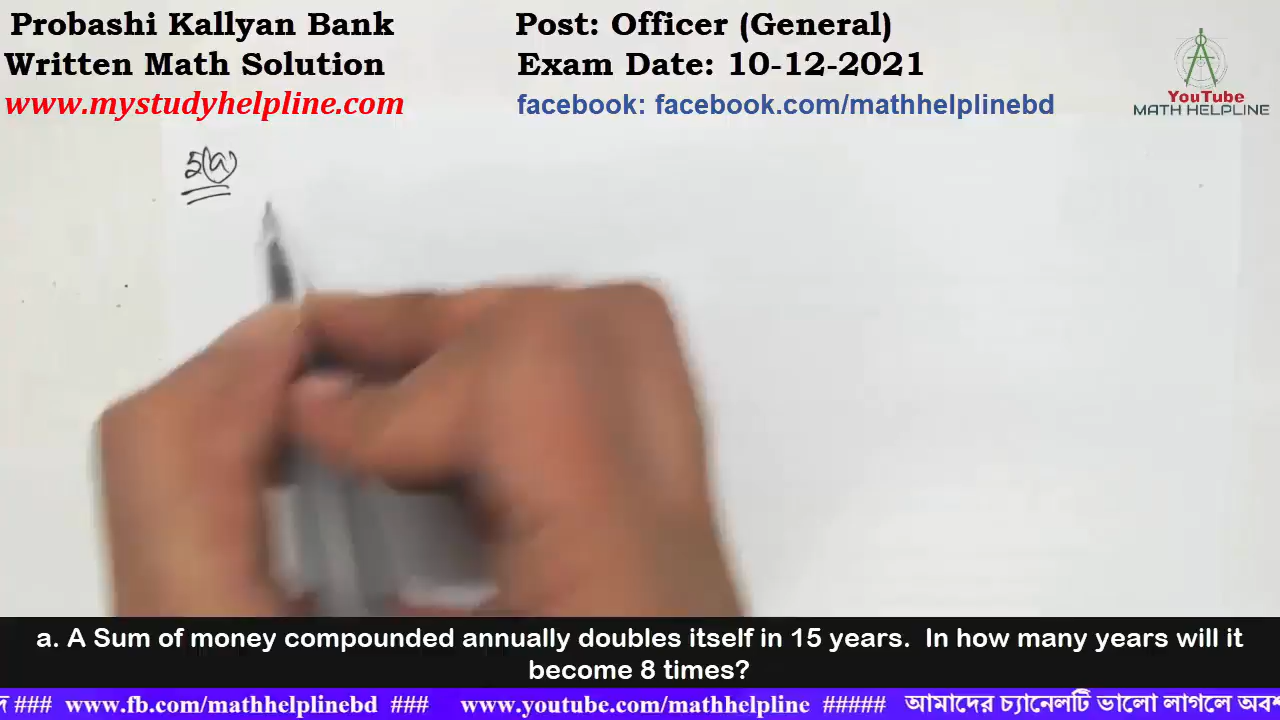 Probashi Kallyan Bank
Post: Officer (General)
Written Math Solution
Exam Date: 10-12-2021
www.mystudyhelpline.com
facebook: facebook.com/mathhelplinebd
YouTube
MATH HELPLINE
5(a)
a. A Sum of money compounded annually doubles itself in 15 years. In how many years will it
become 8 times?
### www.fb.com/mathhelplinebd ### www.youtube.com/mathhelpline ##### আমাদের চ্যানেলটি ভালো লাগলে